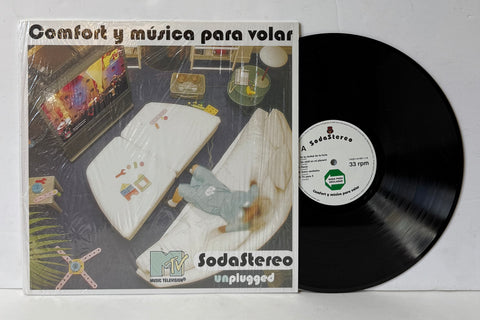 Comfort y música para volar
MTV
MUSIC TELEVISION®
SodaStereo
unplugged
SodaStereo
A
33 rpm
Comfort y música para volar